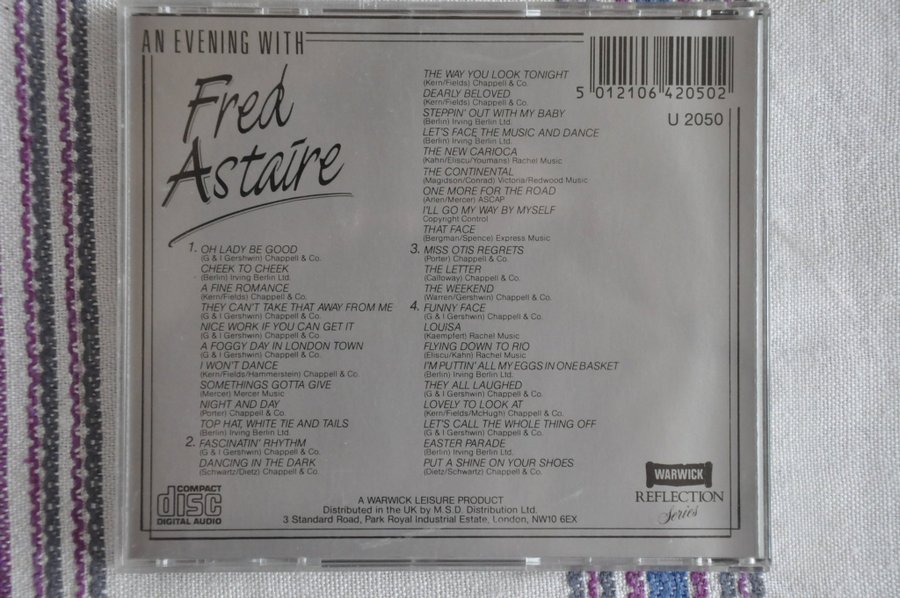 AN EVENING WITH
Fred
Astaire
1. OH LADY BE GOOD
(G & I Gershwin) Chappell & Co.
CHEEK TO CHEEK
(Berlin) Irving Berlin Ltd.
A FINE ROMANCE
(Kern/Fields) Chappell & Co.
THEY CAN'T TAKE THAT AWAY FROM ME
(G & I Gershwin) Chappell & Co.
NICE WORK IF YOU CAN GET IT
(G & I Gershwin) Chappell & Co.
A FOGGY DAY IN LONDON TOWN
(G & I Gershwin) Chappell & Co.
I WON'T DANCE
(Kern/Fields/Hammerstein) Chappell & Co.
SOMETHINGS GOTTA GIVE
(Mercer) Mercer Music
NIGHT AND DAY
(Porter) Chappell & Co.
TOP HAT, WHITE TIE AND TAILS
(Berlin) Irving Berlin Ltd.
2. FASCINATIN' RHYTHM
(G & I Gershwin) Chappell & Co.
DANCING IN THE DARK
(Schwartz/Dietz) Chappell & Co.
THE WAY YOU LOOK TONIGHT
(Kern/Fields) Chappell & Co.
DEARLY BELOVED
(Kern/Fields) Chappell & Co.
STEPPIN' OUT WITH MY BABY
(Berlin) Irving Berlin Ltd.
LET'S FACE THE MUSIC AND DANCE
(Berlin) Irving Berlin Ltd.
THE NEW CARIOCA
(Kahn/Eliscu/Youmans) Rachel Music
THE CONTINENTAL
(Magidson/Conrad) Victoria/Redwood Music
ONE MORE FOR THE ROAD
(Arlen/Mercer) ASCAP
I'LL GO MY WAY BY MYSELF
Copyright Control
THAT FACE
(Bergman/Spence) Express Music
3. MISS OTIS REGRETS
(Porter) Chappell & Co.
THE LETTER
(Calloway) Chappell & Co.
THE WEEKEND
(Warren/Gershwin) Chappell & Co.
4. FUNNY FACE
(G & I Gershwin) Chappell & Co.
LOUISA
(Kaempfert) Rachel Music
FLYING DOWN TO RIO
(Eliscu/Kahn) Rachel Music
I'M PUTTIN' ALL MY EGGS IN ONE BASKET
(Berlin) Irving Berlin Ltd.
THEY ALL LAUGHED
(G & I Gershwin) Chappell & Co.
LOVELY TO LOOK AT
(Kern/Fields/McHugh) Chappell & Co.
LET'S CALL THE WHOLE THING OFF
(G & I Gershwin) Chappell & Co.
EASTER PARADE
(Berlin) Irving Berlin Ltd.
PUT A SHINE ON YOUR SHOES
(Dietz/Schwartz) Chappell & Co.
5 012106 420502
U 2050
COMPACT
disc
DIGITAL AUDIO
A WARWICK LEISURE PRODUCT
Distributed in the UK by M.S.D. Distribution Ltd.
3 Standard Road, Park Royal Industrial Estate, London, NW10 6EX
WARWICK
REFLECTION
Series